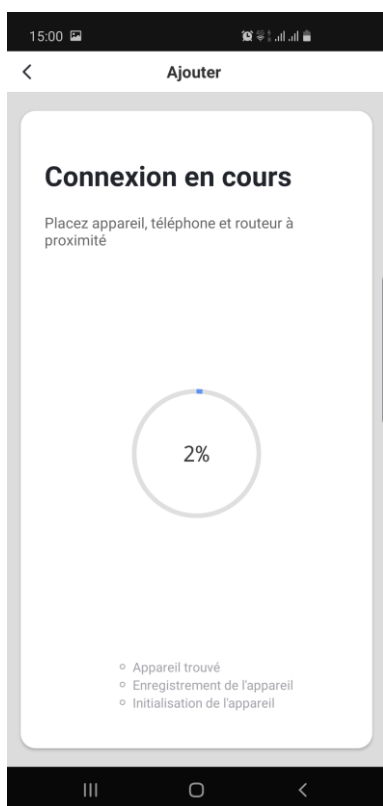 15:00
Ajouter
Connexion en cours
Placez appareil, téléphone et routeur à
proximité
2%
Appareil trouvé
Enregistrement de l'appareil
Initialisation de l'appareil